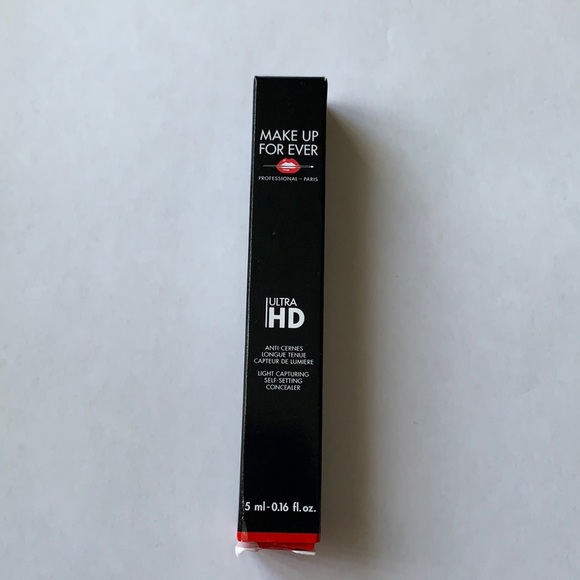 MAKE UP
FOR EVER
PROFESSIONAL – PARIS
ULTRA
HD
ANTI-CERNES
LONGUE TENUE
CAPTEUR DE LUMIERE
LIGHT CAPTURING
SELF-SETTING
CONCEALER
5 ml-0.16 fl.oz.